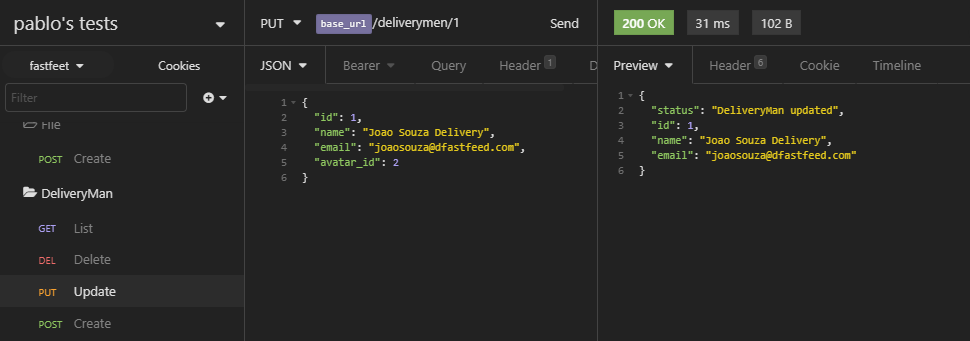 pablo's tests
fastfeet
Cookies
Filter
File
POST Create
DeliveryMan
GET List
DEL Delete
PUT Update
POST Create
PUT base_url/deliverymen/1 Send
JSON Bearer Query Header 1 D
1 {
2 "id": 1,
3 "name": "Joao Souza Delivery",
4 "email": "joaosouza@dfastfeed.com",
5 "avatar_id": 2
6 }
200 OK 31 ms 102 B
Preview Header 6 Cookie Timeline
1 {
2 "status": "DeliveryMan updated",
3 "id": 1,
4 "name": "Joao Souza Delivery",
5 "email": "joaosouza@dfastfeed.com"
6 }